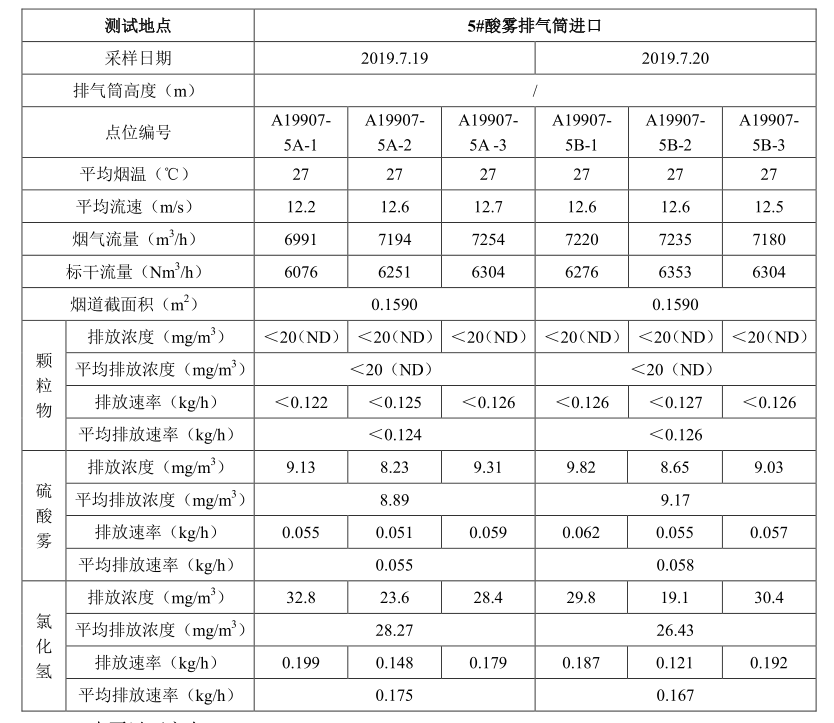 测试地点 5#酸雾排气筒进口
采样日期 2019.7.19 2019.7.20
排气筒高度（m） /
点位编号 A19907-5A-1 A19907-5A-2 A19907-5A -3 A19907-5B-1 A19907-5B-2 A19907-5B-3
平均烟温（℃） 27 27 27 27 27 27
平均流速（m/s） 12.2 12.6 12.7 12.6 12.6 12.5
烟气流量（m³/h） 6991 7194 7254 7220 7235 7180
标干流量（Nm³/h） 6076 6251 6304 6276 6353 6304
烟道截面积（m²） 0.1590 0.1590
颗粒物
排放浓度（mg/m³） ＜20（ND） ＜20（ND） ＜20（ND） ＜20（ND） ＜20（ND） ＜20（ND）
平均排放浓度（mg/m³） ＜20（ND） ＜20（ND）
排放速率（kg/h） ＜0.122 ＜0.125 ＜0.126 ＜0.126 ＜0.127 ＜0.126
平均排放速率（kg/h） ＜0.124 ＜0.126
硫酸雾
排放浓度（mg/m³） 9.13 8.23 9.31 9.82 8.65 9.03
平均排放浓度（mg/m³） 8.89 9.17
排放速率（kg/h） 0.055 0.051 0.059 0.062 0.055 0.057
平均排放速率（kg/h） 0.055 0.058
氯化氢
排放浓度（mg/m³） 32.8 23.6 28.4 29.8 19.1 30.4
平均排放浓度（mg/m³） 28.27 26.43
排放速率（kg/h） 0.199 0.148 0.179 0.187 0.121 0.192
平均排放速率（kg/h） 0.175 0.167